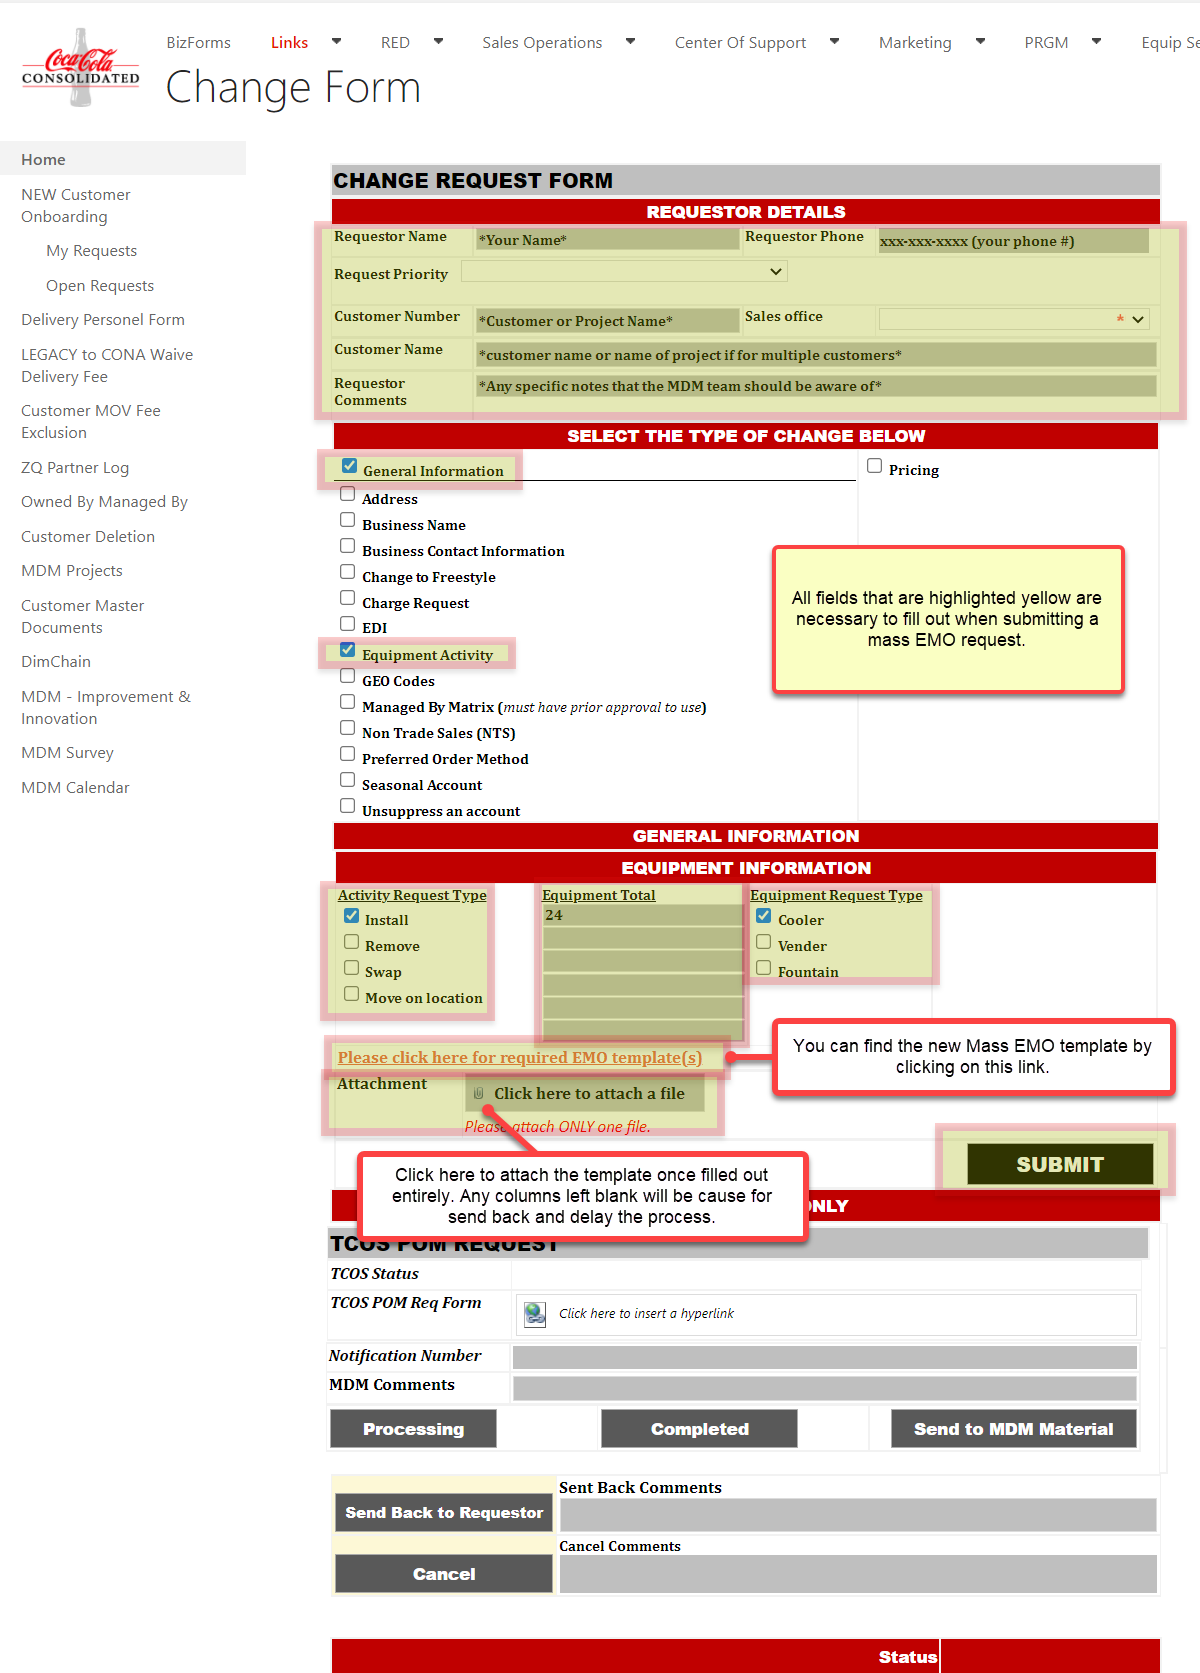 Coca-Cola
CONSOLIDATED
BizForms Links RED Sales Operations Center Of Support Marketing PRGM Equip Se
Change Form
Home
NEW Customer
Onboarding
My Requests
Open Requests
Delivery Personel Form
LEGACY to CONA Waive
Delivery Fee
Customer MOV Fee
Exclusion
ZQ Partner Log
Owned By Managed By
Customer Deletion
MDM Projects
Customer Master
Documents
DimChain
MDM - Improvement &
Innovation
MDM Survey
MDM Calendar
CHANGE REQUEST FORM
REQUESTOR DETAILS
Requestor Name *Your Name* Requestor Phone xxx-xxx-xxxx (your phone #)
Request Priority
Customer Number *Customer or Project Name* Sales office *
Customer Name *customer name or name of project if for multiple customers*
Requestor
Comments *Any specific notes that the MDM team should be aware of*
SELECT THE TYPE OF CHANGE BELOW
General Information Pricing
Address
Business Name
Business Contact Information
Change to Freestyle
Charge Request
EDI
Equipment Activity
GEO Codes
Managed By Matrix (must have prior approval to use)
Non Trade Sales (NTS)
Preferred Order Method
Seasonal Account
Unsuppress an account
All fields that are highlighted yellow are
necessary to fill out when submitting a
mass EMO request.
GENERAL INFORMATION
EQUIPMENT INFORMATION
Activity Request Type Equipment Total Equipment Request Type
Install 24 Cooler
Remove Vender
Swap Fountain
Move on location
Please click here for required EMO template(s)
You can find the new Mass EMO template by
clicking on this link.
Attachment Click here to attach a file
Please attach ONLY one file.
SUBMIT
Click here to attach the template once filled out
entirely. Any columns left blank will be cause for
send back and delay the process.
ONLY
TCOS POM REQUEST
TCOS Status
TCOS POM Req Form Click here to insert a hyperlink
Notification Number
MDM Comments
Processing Completed Send to MDM Material
Sent Back Comments
Send Back to Requestor
Cancel Comments
Cancel
Status